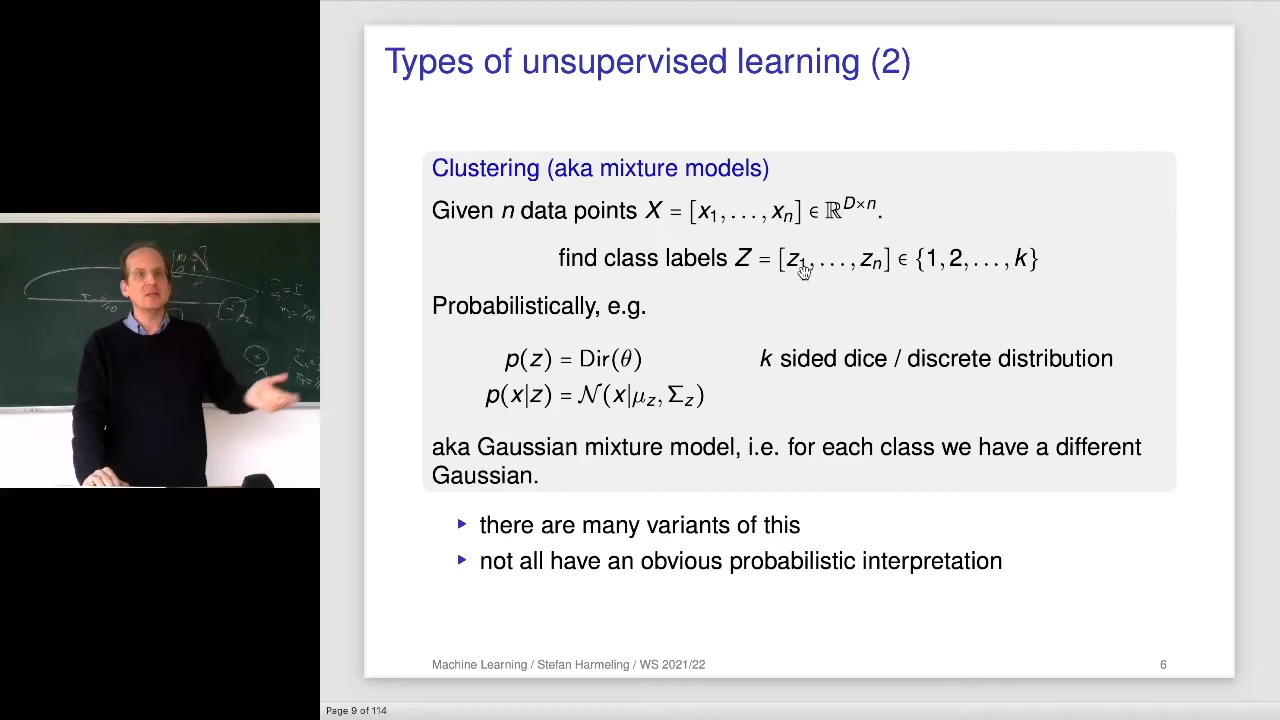 Types of unsupervised learning (2)
Clustering (aka mixture models)
Given n data points X = [x₁, . . . , xₙ] ∈ ℝᴰˣⁿ.
find class labels Z = [z₁, . . . , zₙ] ∈ {1, 2, . . . , k}
Probabilistically, e.g.
p(z) = Dir(θ) k sided dice / discrete distribution
p(x|z) = 𝒩(x|μ_z, Σ_z)
aka Gaussian mixture model, i.e. for each class we have a different
Gaussian.
▸ there are many variants of this
▸ not all have an obvious probabilistic interpretation
Machine Learning / Stefan Harmeling / WS 2021/22 6
Page 9 of 114